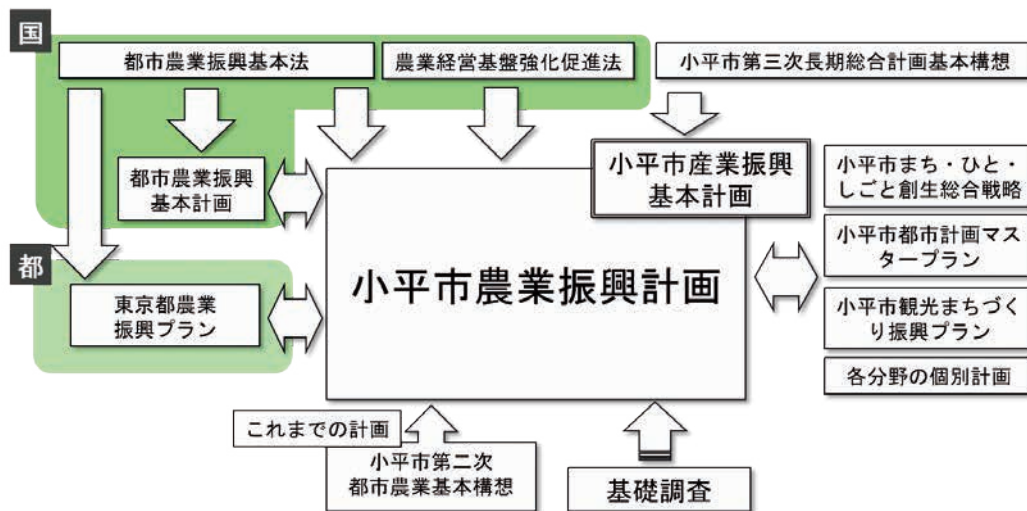 国
都市農業振興基本法
農業経営基盤強化促進法
小平市第三次長期総合計画基本構想
都市農業振興
基本計画
小平市産業振興
基本計画
小平市まち・ひと・
しごと創生総合戦略
小平市都市計画マス
タープラン
都
東京都農業
振興プラン
小平市農業振興計画
小平市観光まちづく
り振興プラン
各分野の個別計画
これまでの計画
小平市第二次
都市農業基本構想
基礎調査